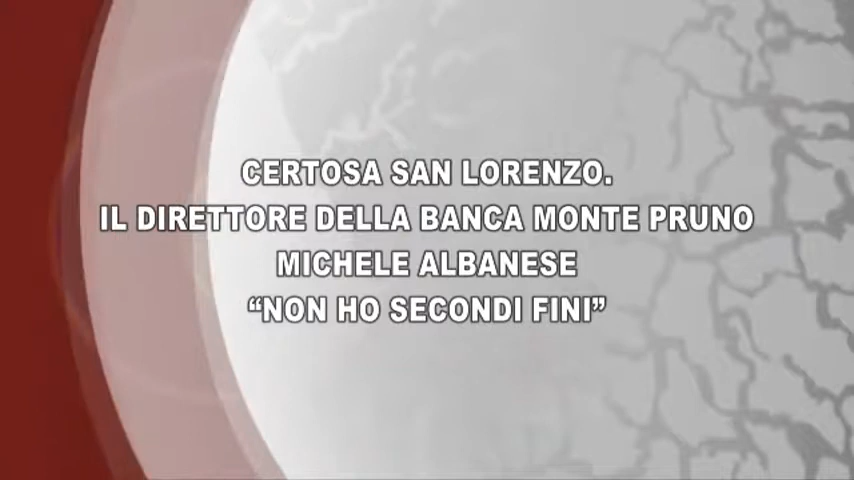 CERTOSA SAN LORENZO.
IL DIRETTORE DELLA BANCA MONTE PRUNO
MICHELE ALBANESE
“NON HO SECONDI FINI”